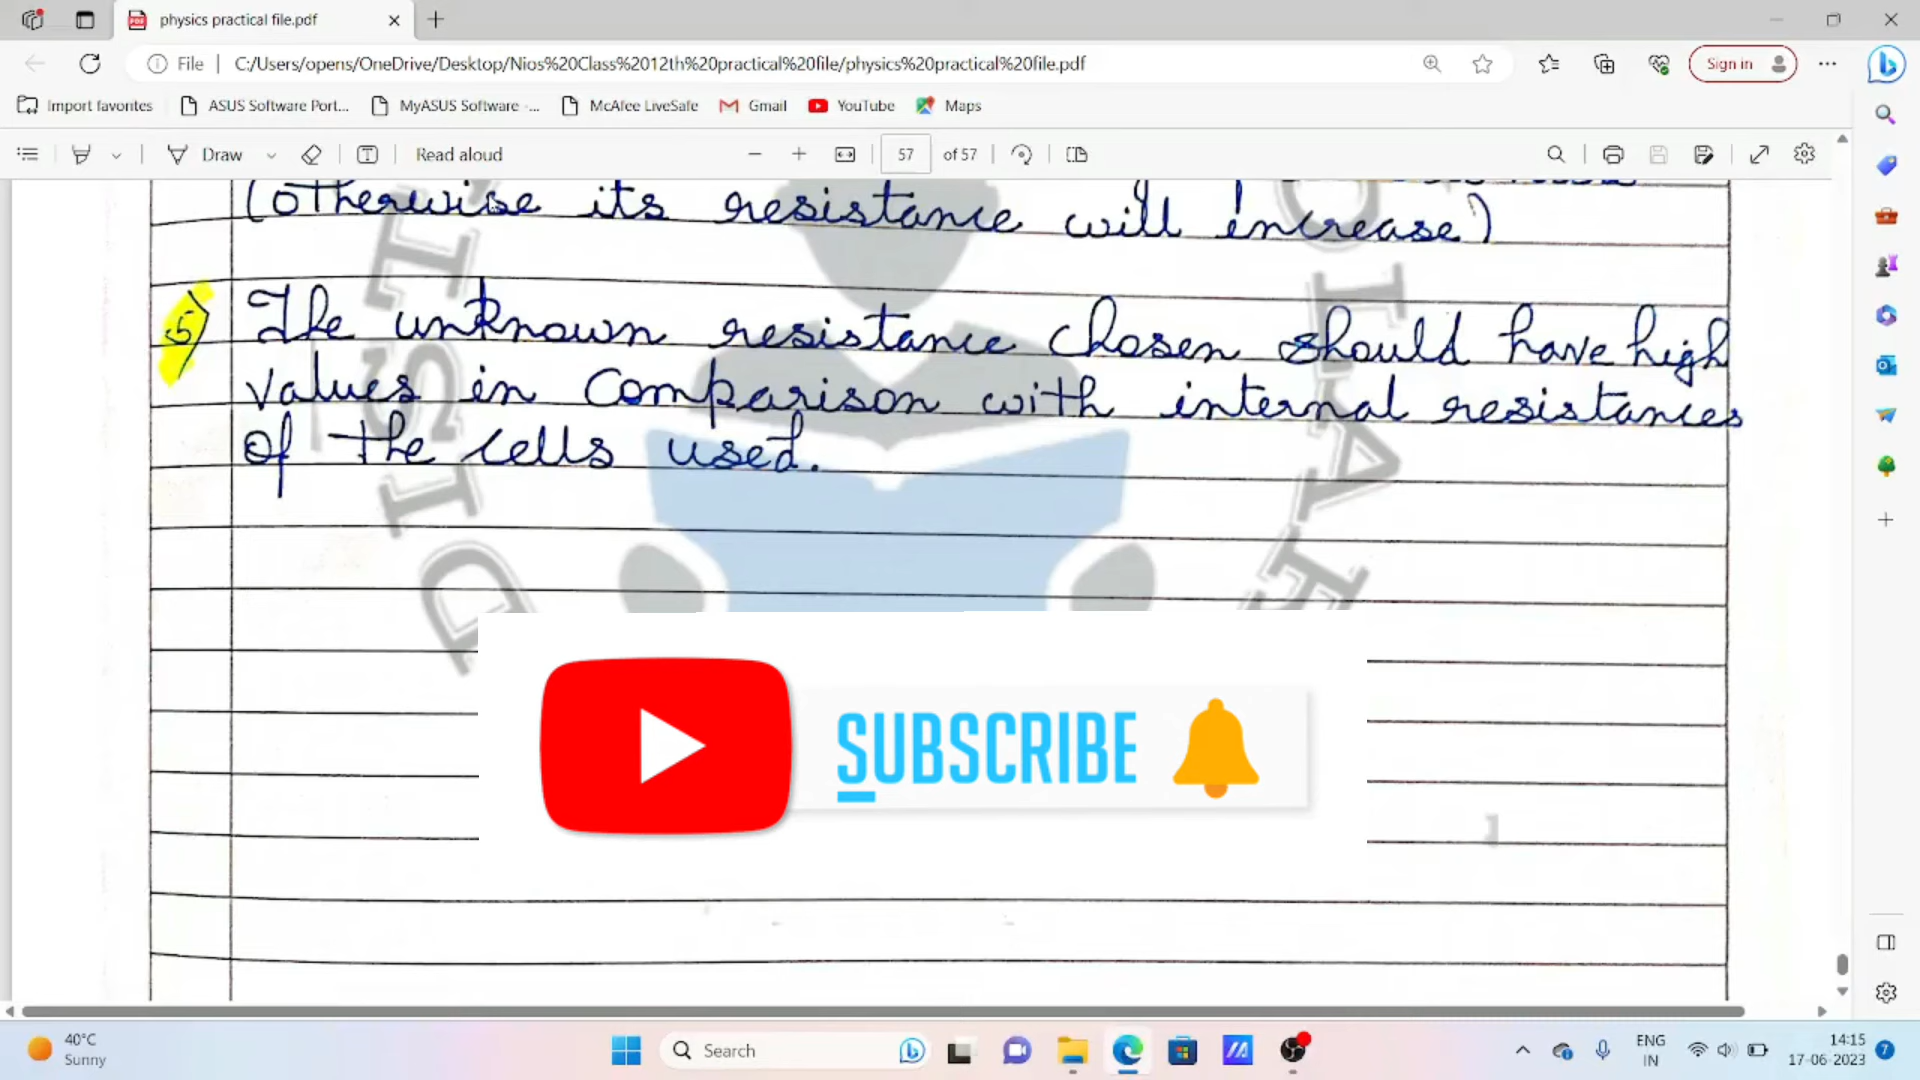 physics practical file.pdf
File | C:/Users/opens/OneDrive/Desktop/Nios%20Class%2012th%20practical%20file/physics%20practical%20file.pdf
Sign in
Import favorites ASUS Software Port... MyASUS Software -... McAfee LiveSafe Gmail YouTube Maps
Draw Read aloud 57 of 57
(otherwise its resistance will increase)
5) The unknown resistance chosen should have high
values in comparison with internal resistances
of the cells used.
SUBSCRIBE
40°C
Sunny
Search
ENG
IN
14:15
17-06-2023
7